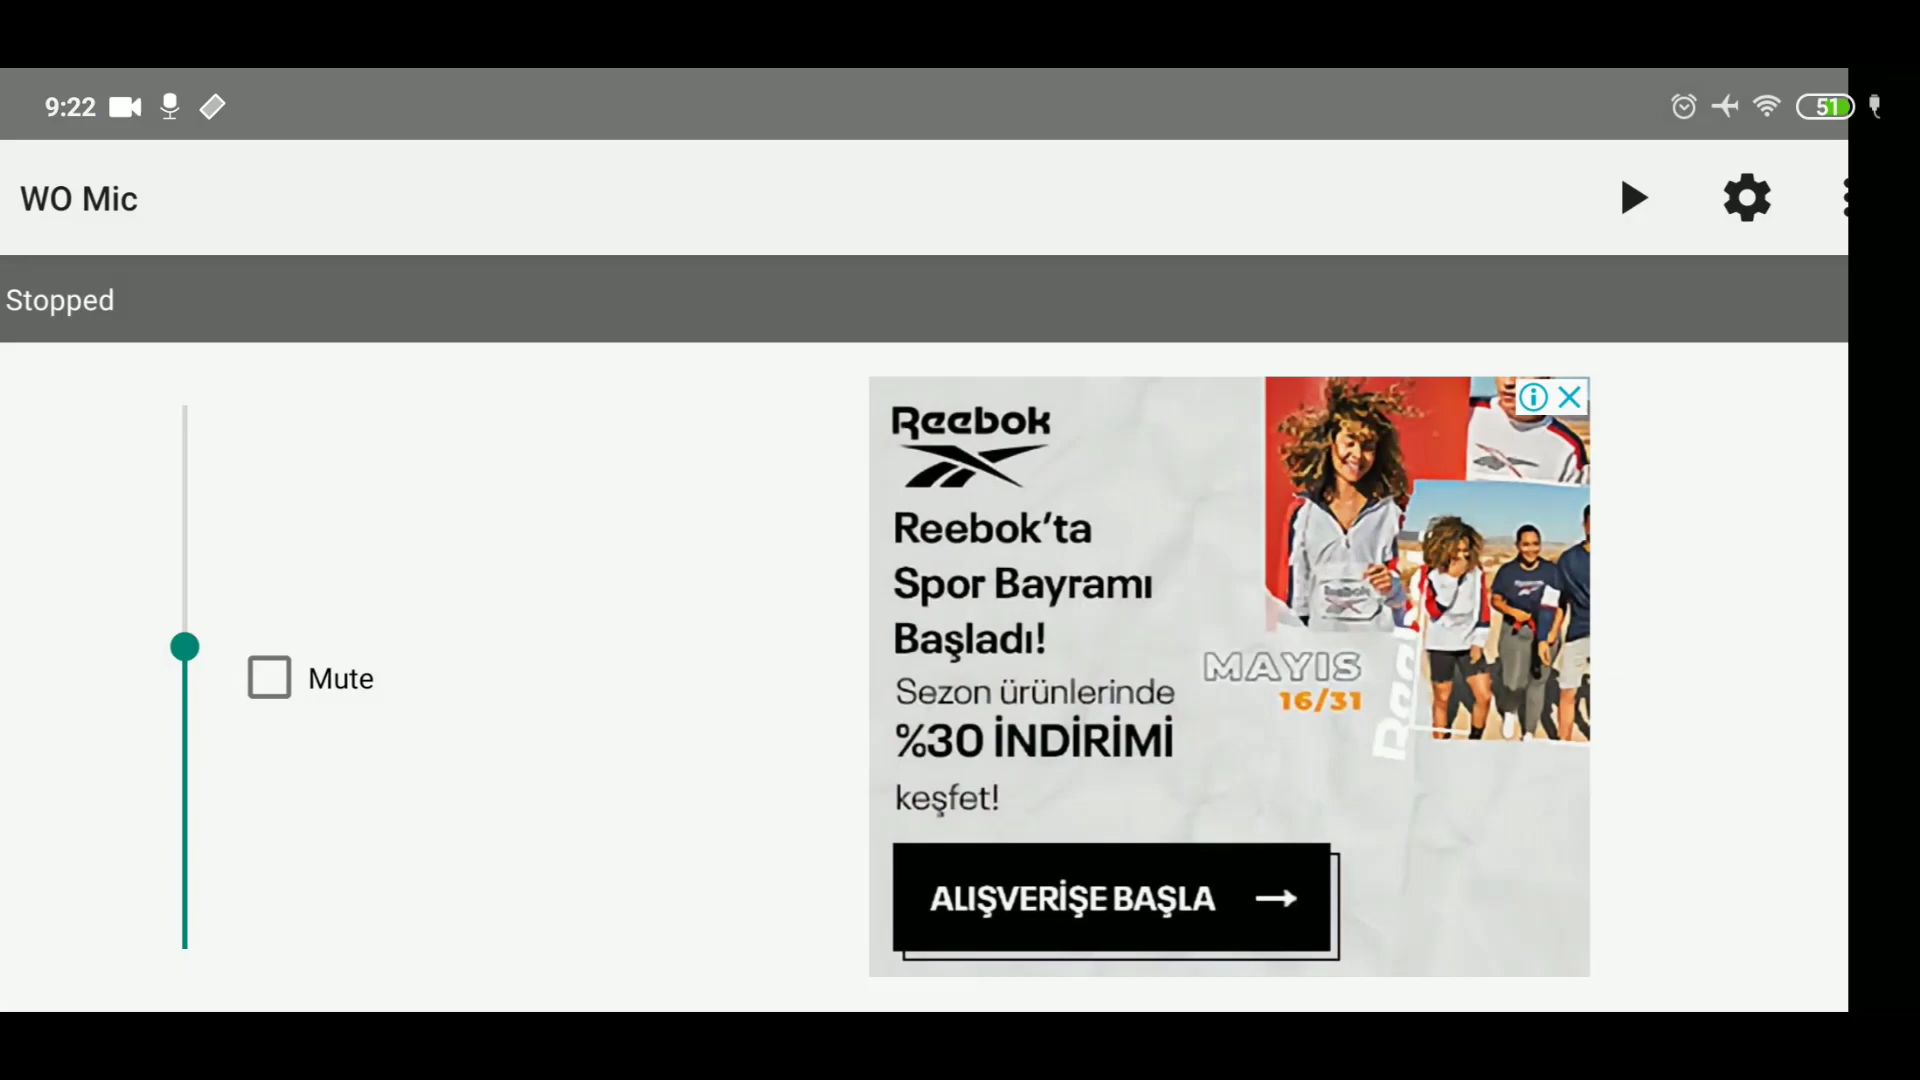 9:22
51
WO Mic
Stopped
Mute
Reebok
Reebok'ta
Spor Bayramı
Başladı!
Sezon ürünlerinde
%30 İNDİRİMİ
keşfet!
MAYIS
16/31
ALIŞVERİŞE BAŞLA